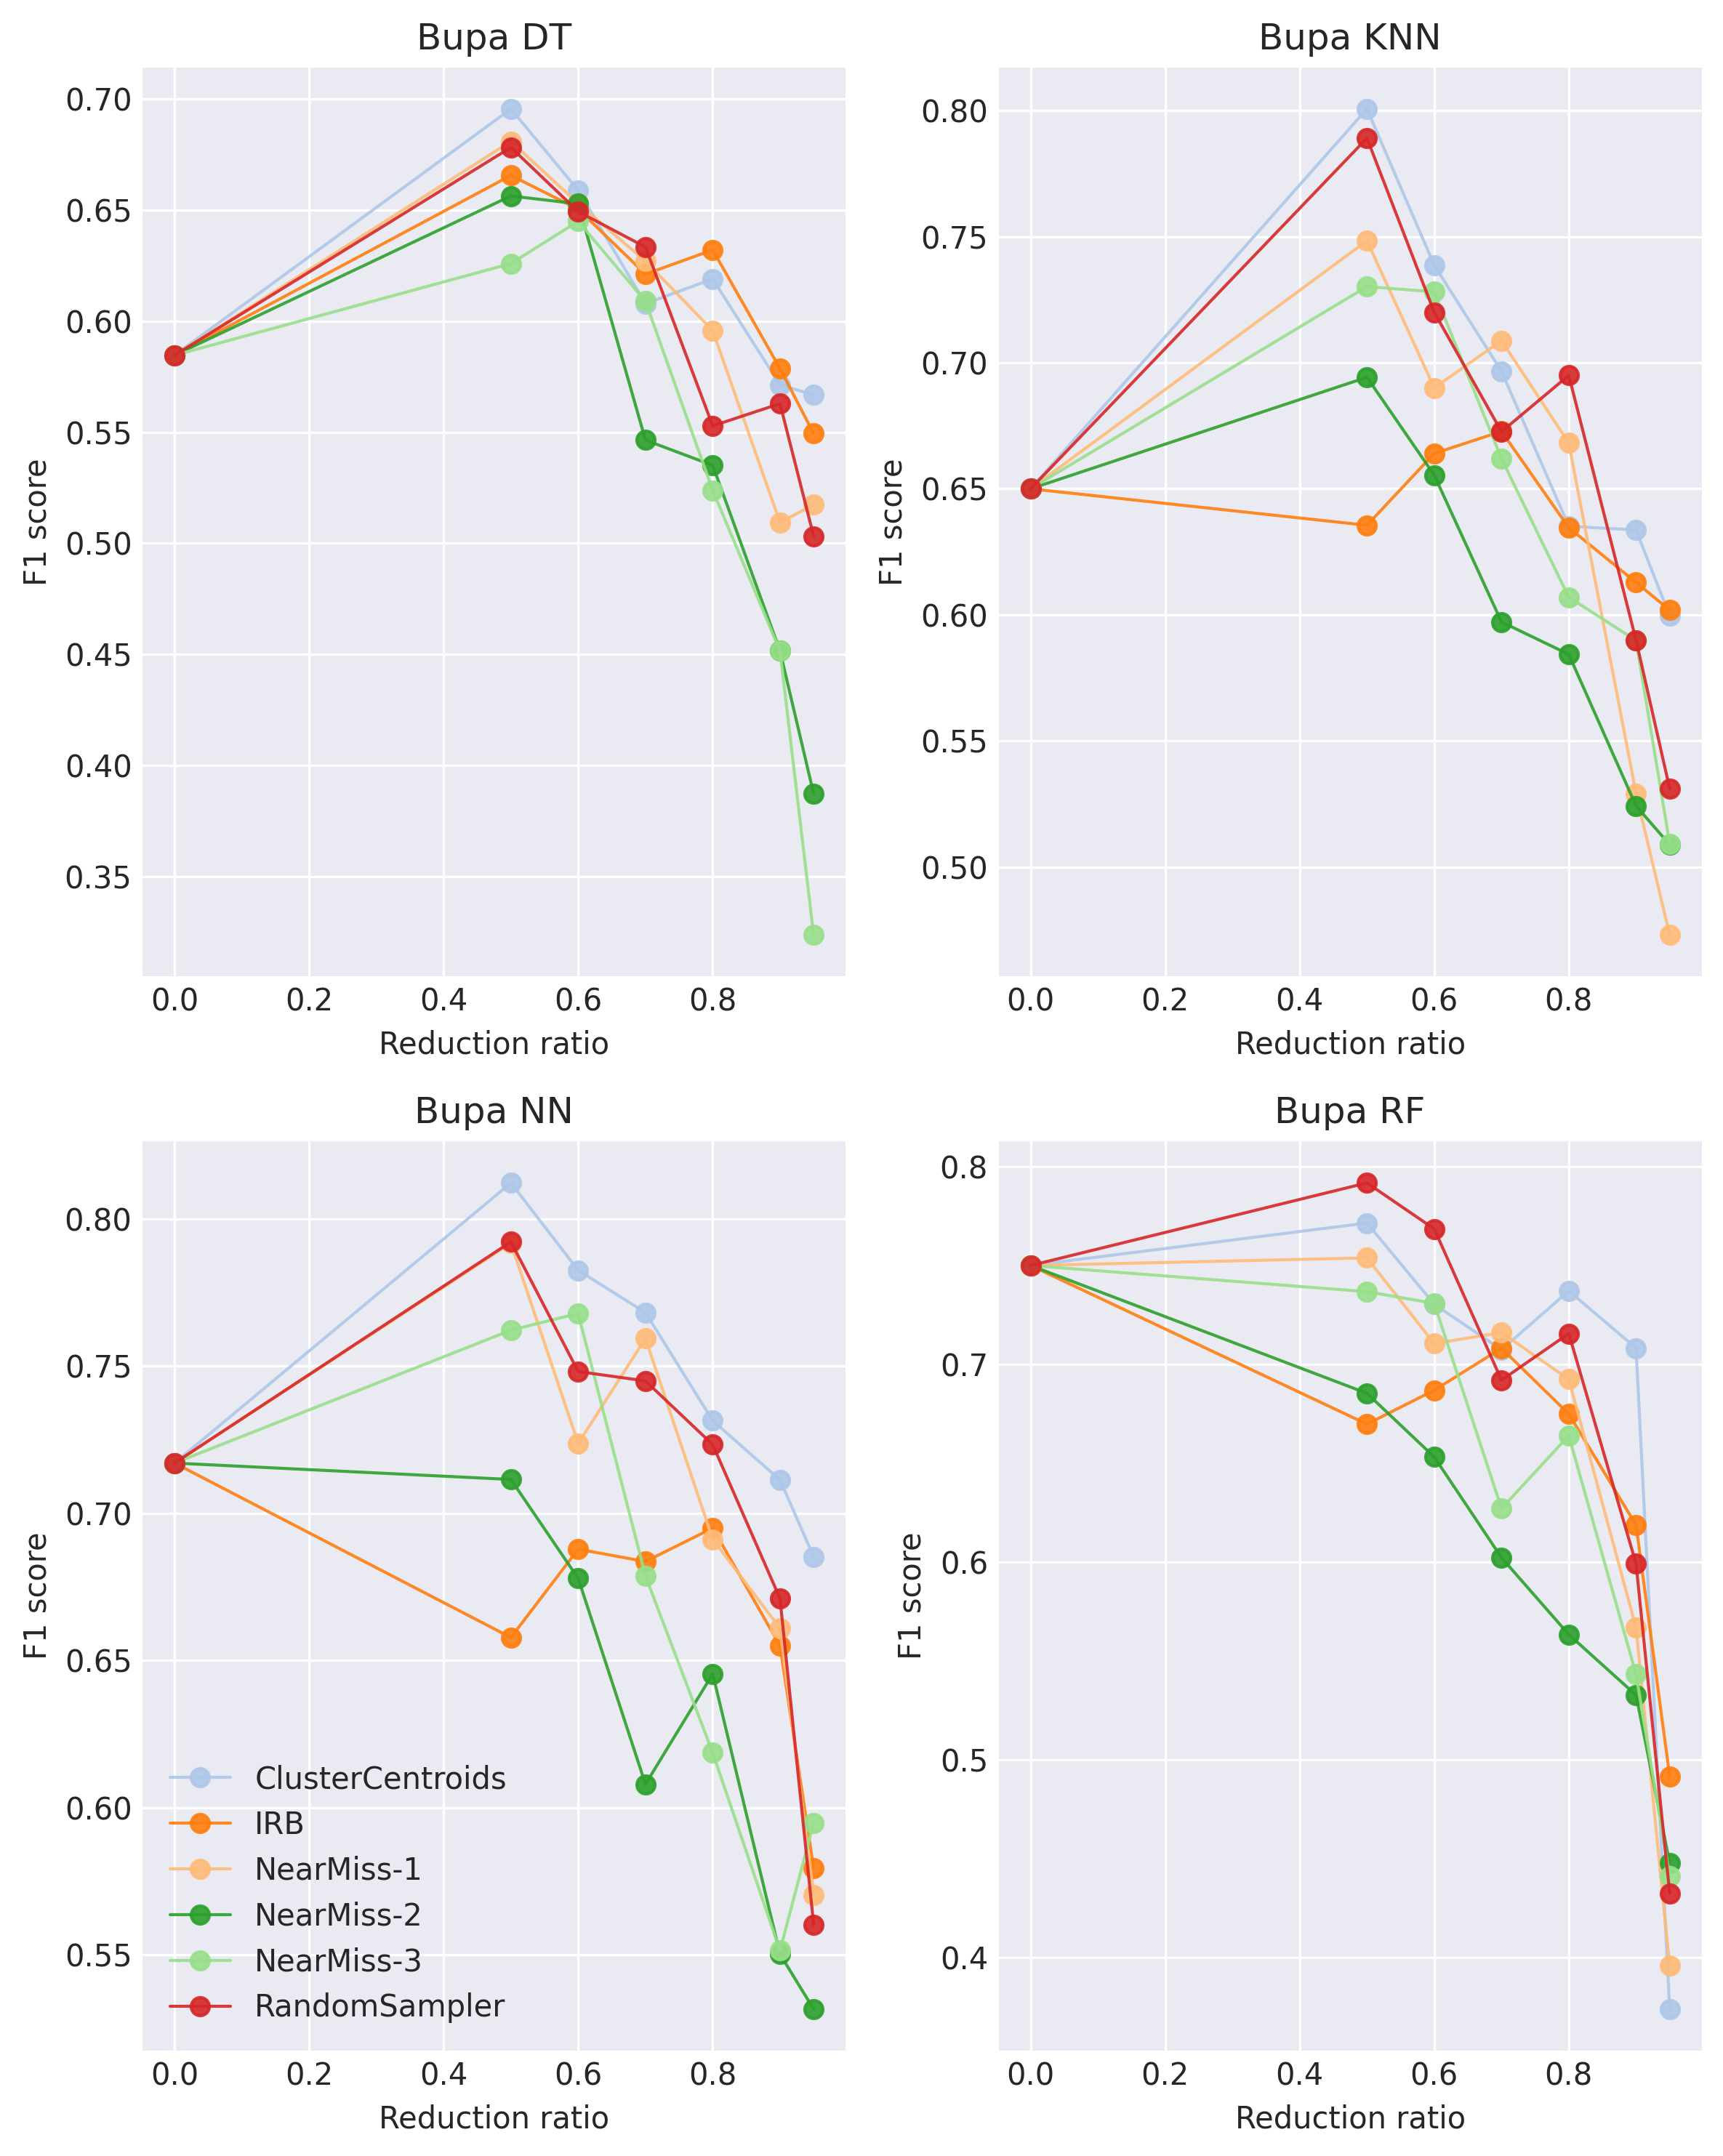 Bupa DT
0.70
0.65
0.60
0.55
0.50
0.45
0.40
0.35
F1 score
0.0 0.2 0.4 0.6 0.8
Reduction ratio
Bupa KNN
0.80
0.75
0.70
0.65
0.60
0.55
0.50
F1 score
0.0 0.2 0.4 0.6 0.8
Reduction ratio
Bupa NN
0.80
0.75
0.70
0.65
0.60
0.55
F1 score
ClusterCentroids
IRB
NearMiss-1
NearMiss-2
NearMiss-3
RandomSampler
0.0 0.2 0.4 0.6 0.8
Reduction ratio
Bupa RF
0.8
0.7
0.6
0.5
0.4
F1 score
0.0 0.2 0.4 0.6 0.8
Reduction ratio